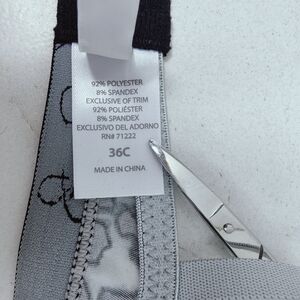 92% POLYESTER
8% SPANDEX
EXCLUSIVE OF TRIM
92% POLIÉSTER
8% SPANDEX
EXCLUSIVO DEL ADORNO
RN# 71222
36C
MADE IN CHINA